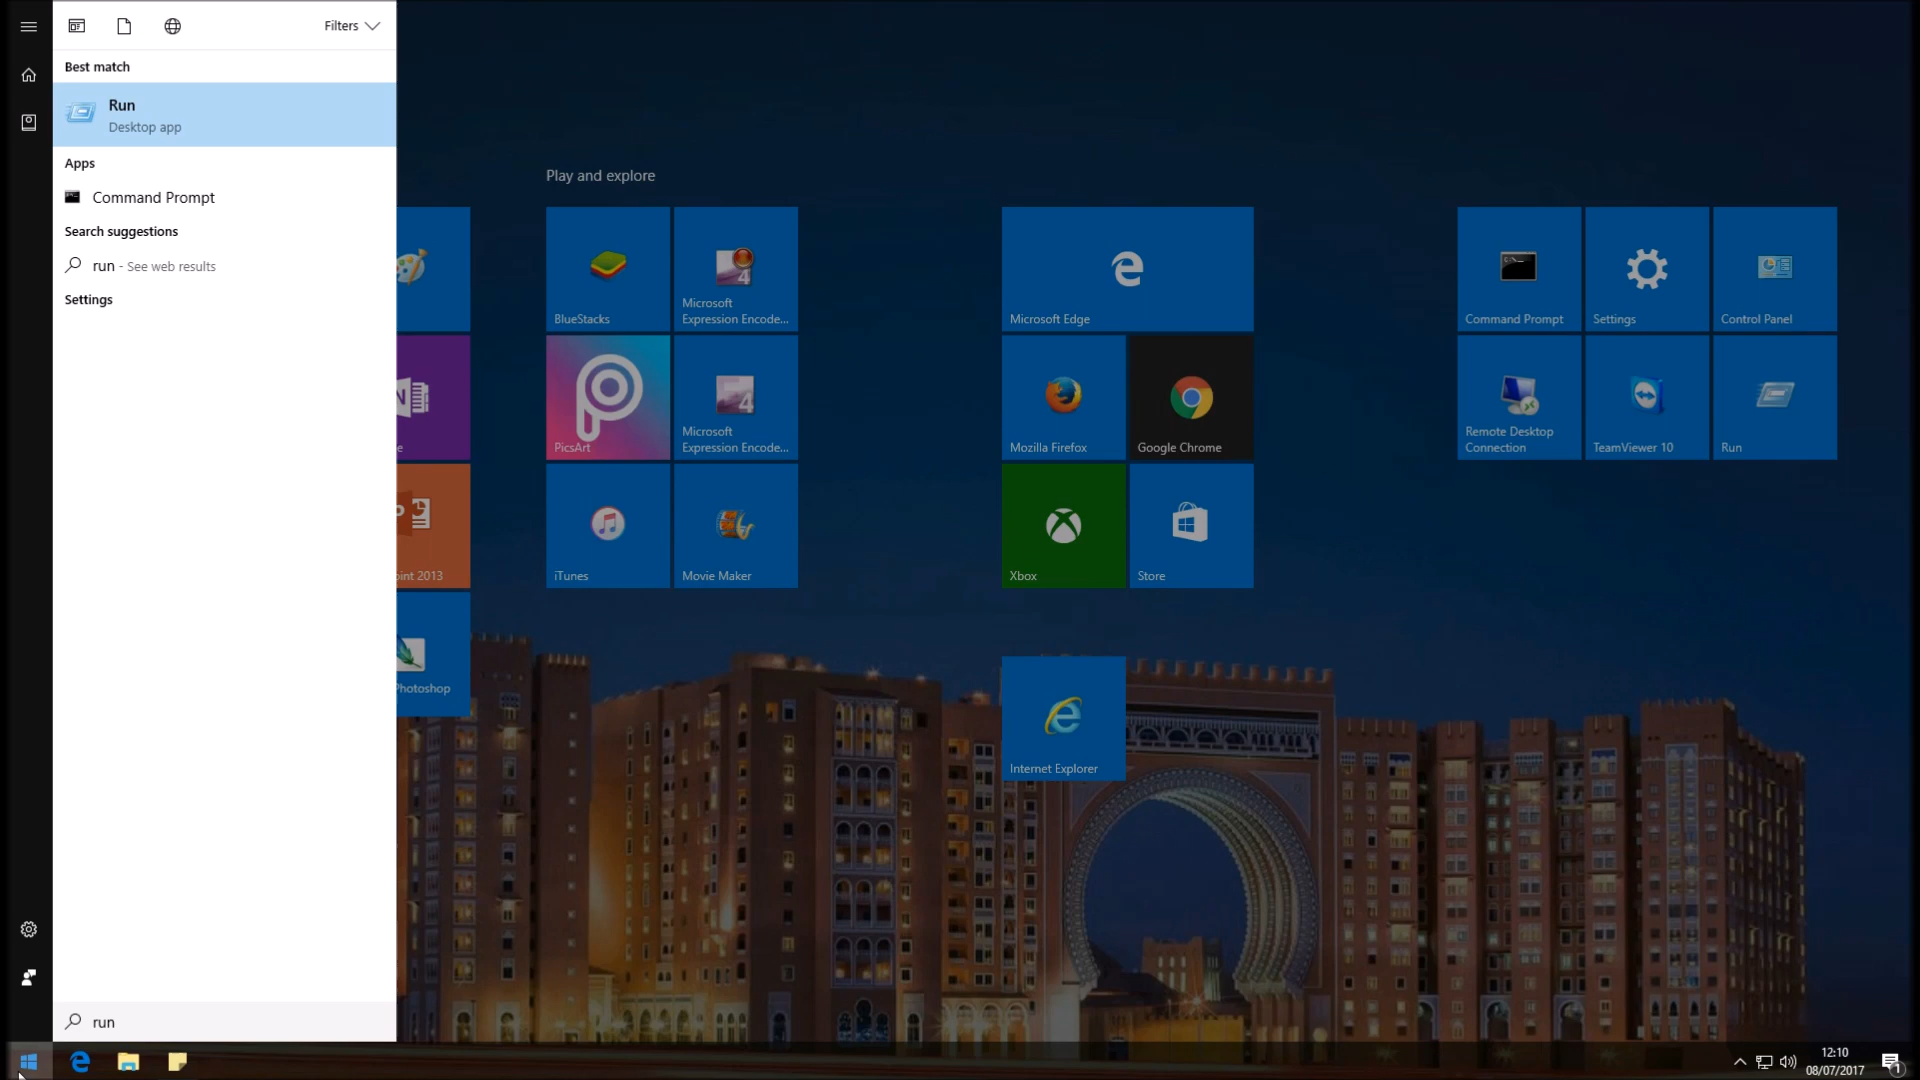 Filters
Best match
Run
Desktop app
Apps
Command Prompt
Search suggestions
run - See web results
Settings
run
Play and explore
BlueStacks
Microsoft
Expression Encode...
Microsoft Edge
Command Prompt
Settings
Control Panel
e
PicsArt
Microsoft
Expression Encode...
Mozilla Firefox
Google Chrome
Remote Desktop
Connection
TeamViewer 10
Run
oint 2013
iTunes
Movie Maker
Xbox
Store
Photoshop
Internet Explorer
12:10
08/07/2017
1